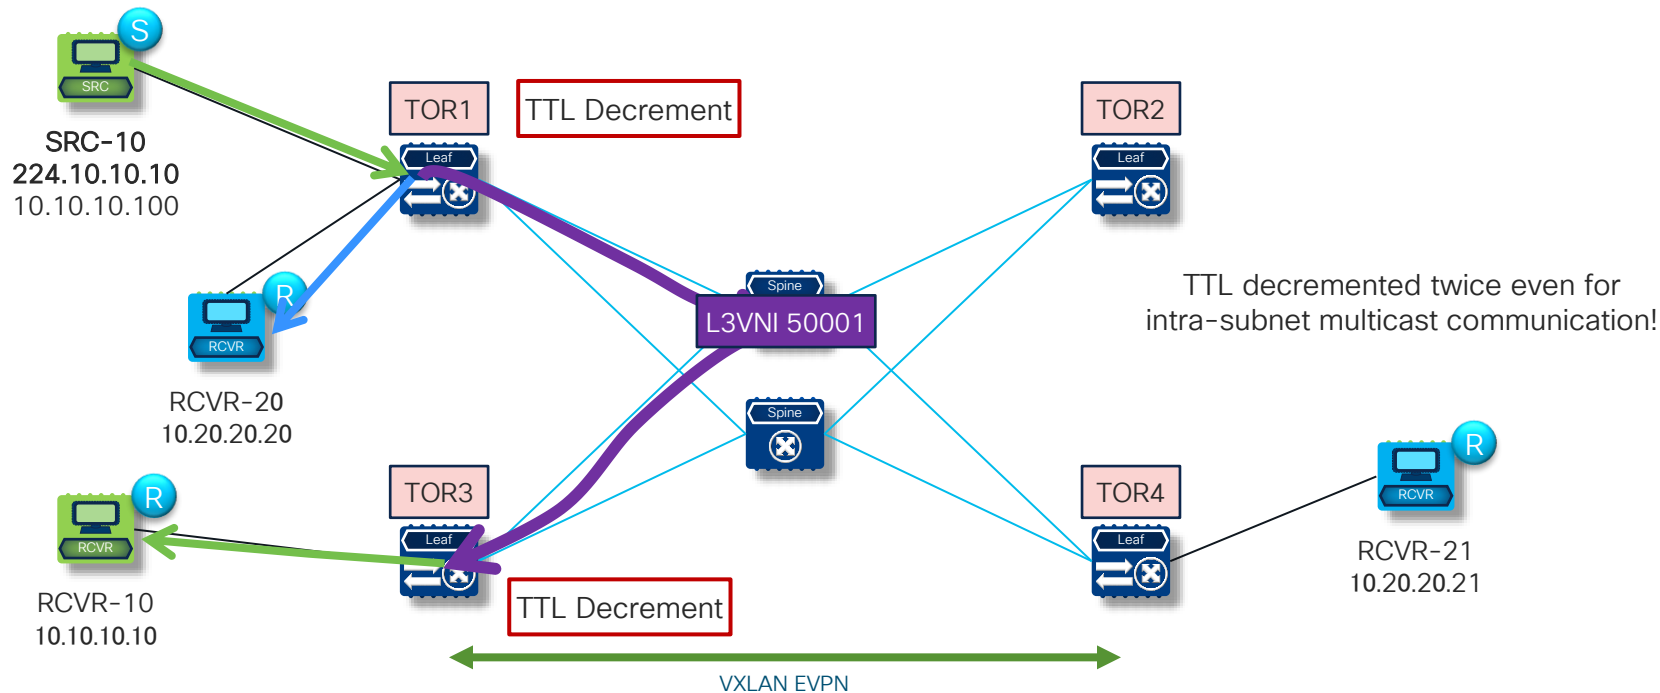 S
SRC
SRC-10
224.10.10.10
10.10.10.100
TOR1
TTL Decrement
Leaf
TOR2
Leaf
R
RCVR
RCVR-20
10.20.20.20
Spine
L3VNI 50001
TTL decremented twice even for
intra-subnet multicast communication!
Spine
R
RCVR
RCVR-10
10.10.10.10
TOR3
Leaf
TTL Decrement
TOR4
Leaf
R
RCVR
RCVR-21
10.20.20.21
VXLAN EVPN